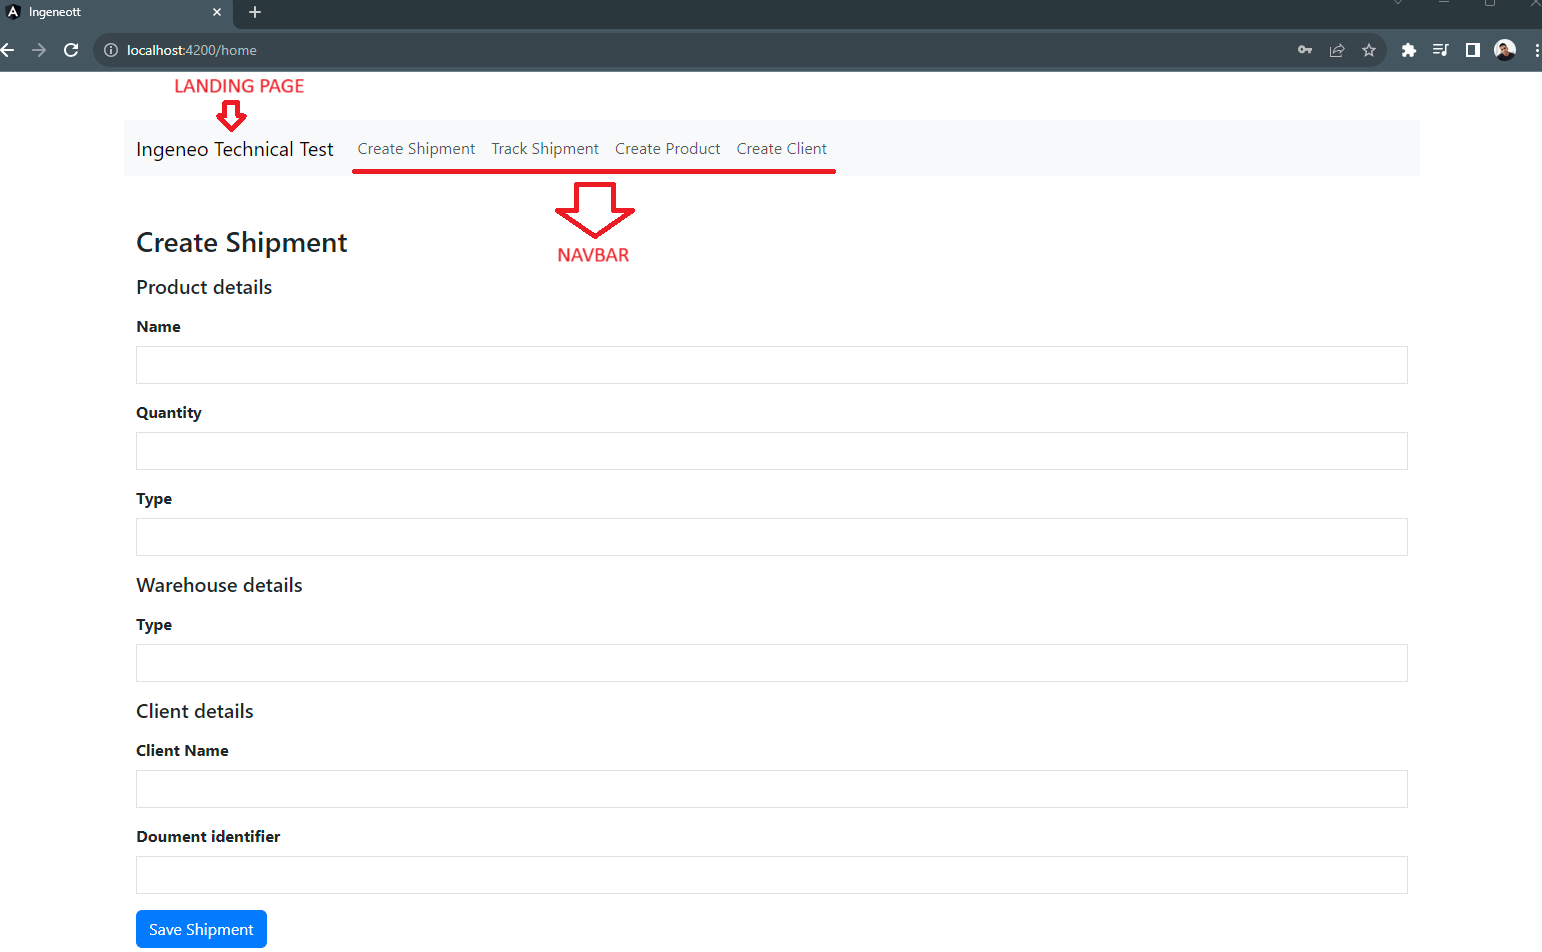 Ingeneott
localhost:4200/home
LANDING PAGE
Ingeneo Technical Test Create Shipment Track Shipment Create Product Create Client
NAVBAR
Create Shipment
Product details
Name
Quantity
Type
Warehouse details
Type
Client details
Client Name
Doument identifier
Save Shipment